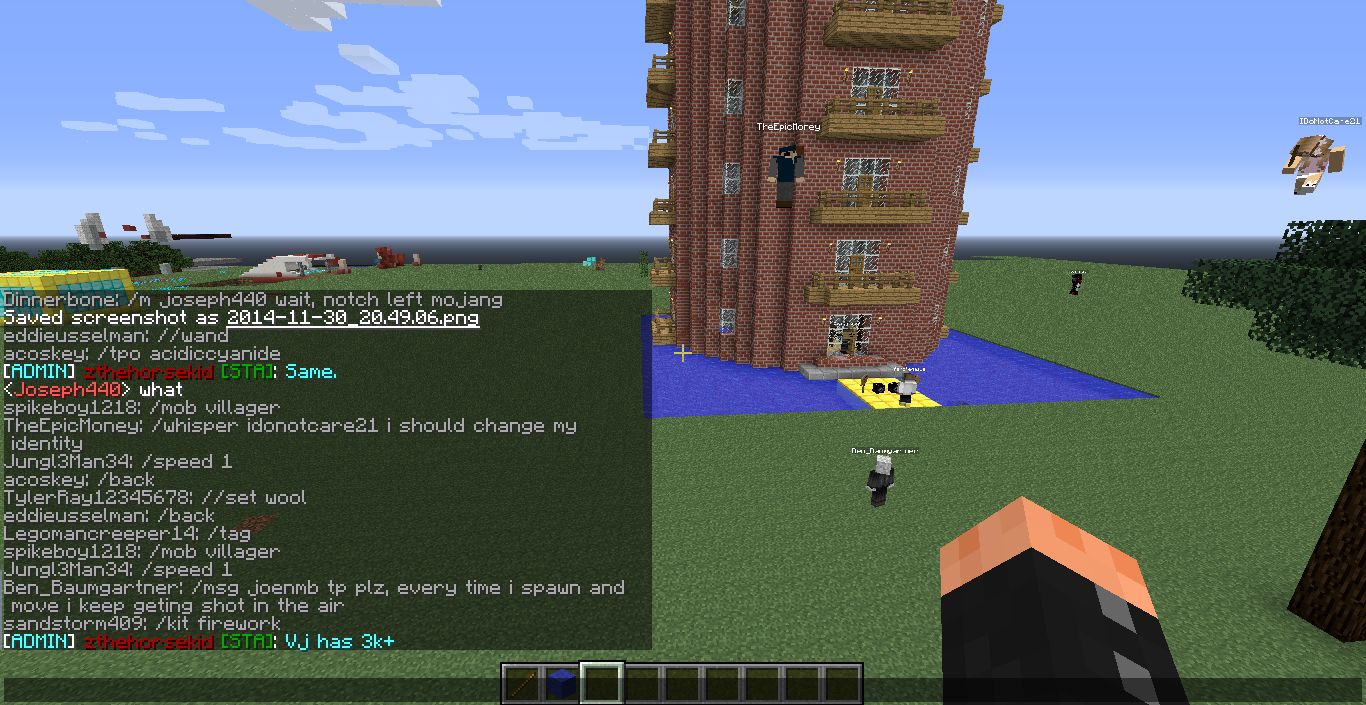 TheEpicMoney
IDoNotCare21
Dinnerbone: /m joseph440 wait, notch left mojang
Saved screenshot as 2014-11-30_20.49.06.png
eddieusselman: //wand
acoskey: /tpo acidiccyanide
[ADMIN] zthehorsekid [STA]: Same.
<Joseph440> what
spikeboy1218: /mob villager
TheEpicMoney: /whisper idonotcare21 i should change my
identity
Jungl3Man34: /speed 1
acoskey: /back
TylerRay12345678: //set wool
eddieusselman: /back
Legomancreeper14: /tag
spikeboy1218: /mob villager
Jungl3Man34: /speed 1
Ben_Baumgartner: /msg joenmb tp plz, every time i spawn and
move i keep geting shot in the air
sandstorm409: /kit firework
[ADMIN] zthehorsekid [STA]: Vj has 3k+
Ben_Baumgartner